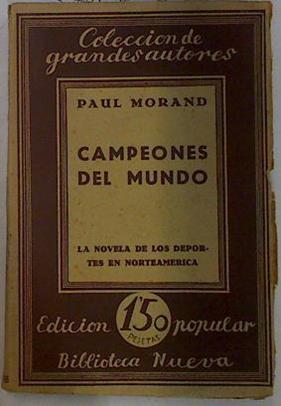 Coleccion de
grandes autores
PAUL MORAND
CAMPEONES
DEL MUNDO
LA NOVELA DE LOS DEPOR-
TES EN NORTEAMERICA
Edicion 1'50 popular
PESETAS
Biblioteca Nueva